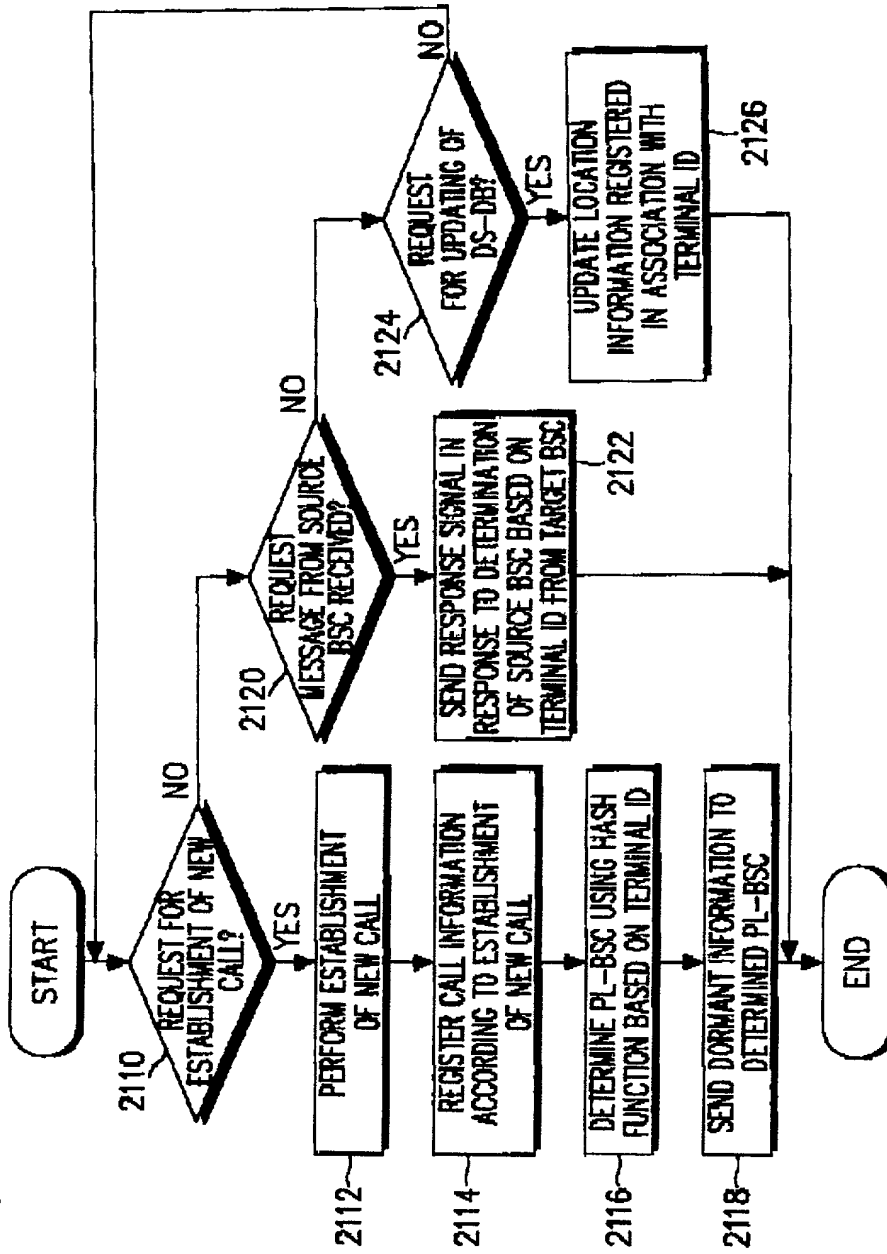 START
2110
REQUEST FOR
ESTABLISHMENT OF NEW
CALL?
NO
YES
PERFORM ESTABLISHMENT
OF NEW CALL
2112
REGISTER CALL INFORMATION
ACCORDING TO ESTABLISHMENT
OF NEW CALL
2114
DETERMINE PL-BSC USING HASH
FUNCTION BASED ON TERMINAL ID
2116
SEND DORMANT INFORMATION TO
DETERMINED PL-BSC
2118
END
2120
REQUEST
MESSAGE FROM SOURCE
BSC RECEIVED?
NO
YES
SEND RESPONSE SIGNAL IN
RESPONSE TO DETERMINATION
OF SOURCE BSC BASED ON
TERMINAL ID FROM TARGET BSC
2122
2124
REQUEST
FOR UPDATING OF
DS-DB?
NO
YES
UPDATE LOCATION
INFORMATION REGISTERED
IN ASSOCIATION WITH
TERMINAL ID
2126